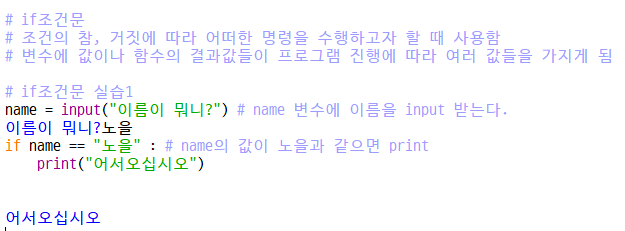 # if조건문
# 조건의 참, 거짓에 따라 어떠한 명령을 수행하고자 할 때 사용함
# 변수에 값이나 함수의 결과값들이 프로그램 진행에 따라 여러 값들을 가지게 됨
# if조건문 실습1
name = input("이름이 뭐니?") # name 변수에 이름을 input 받는다.
이름이 뭐니?노을
if name == "노을" : # name의 값이 노을과 같으면 print
    print("어서오십시오")
어서오십시오